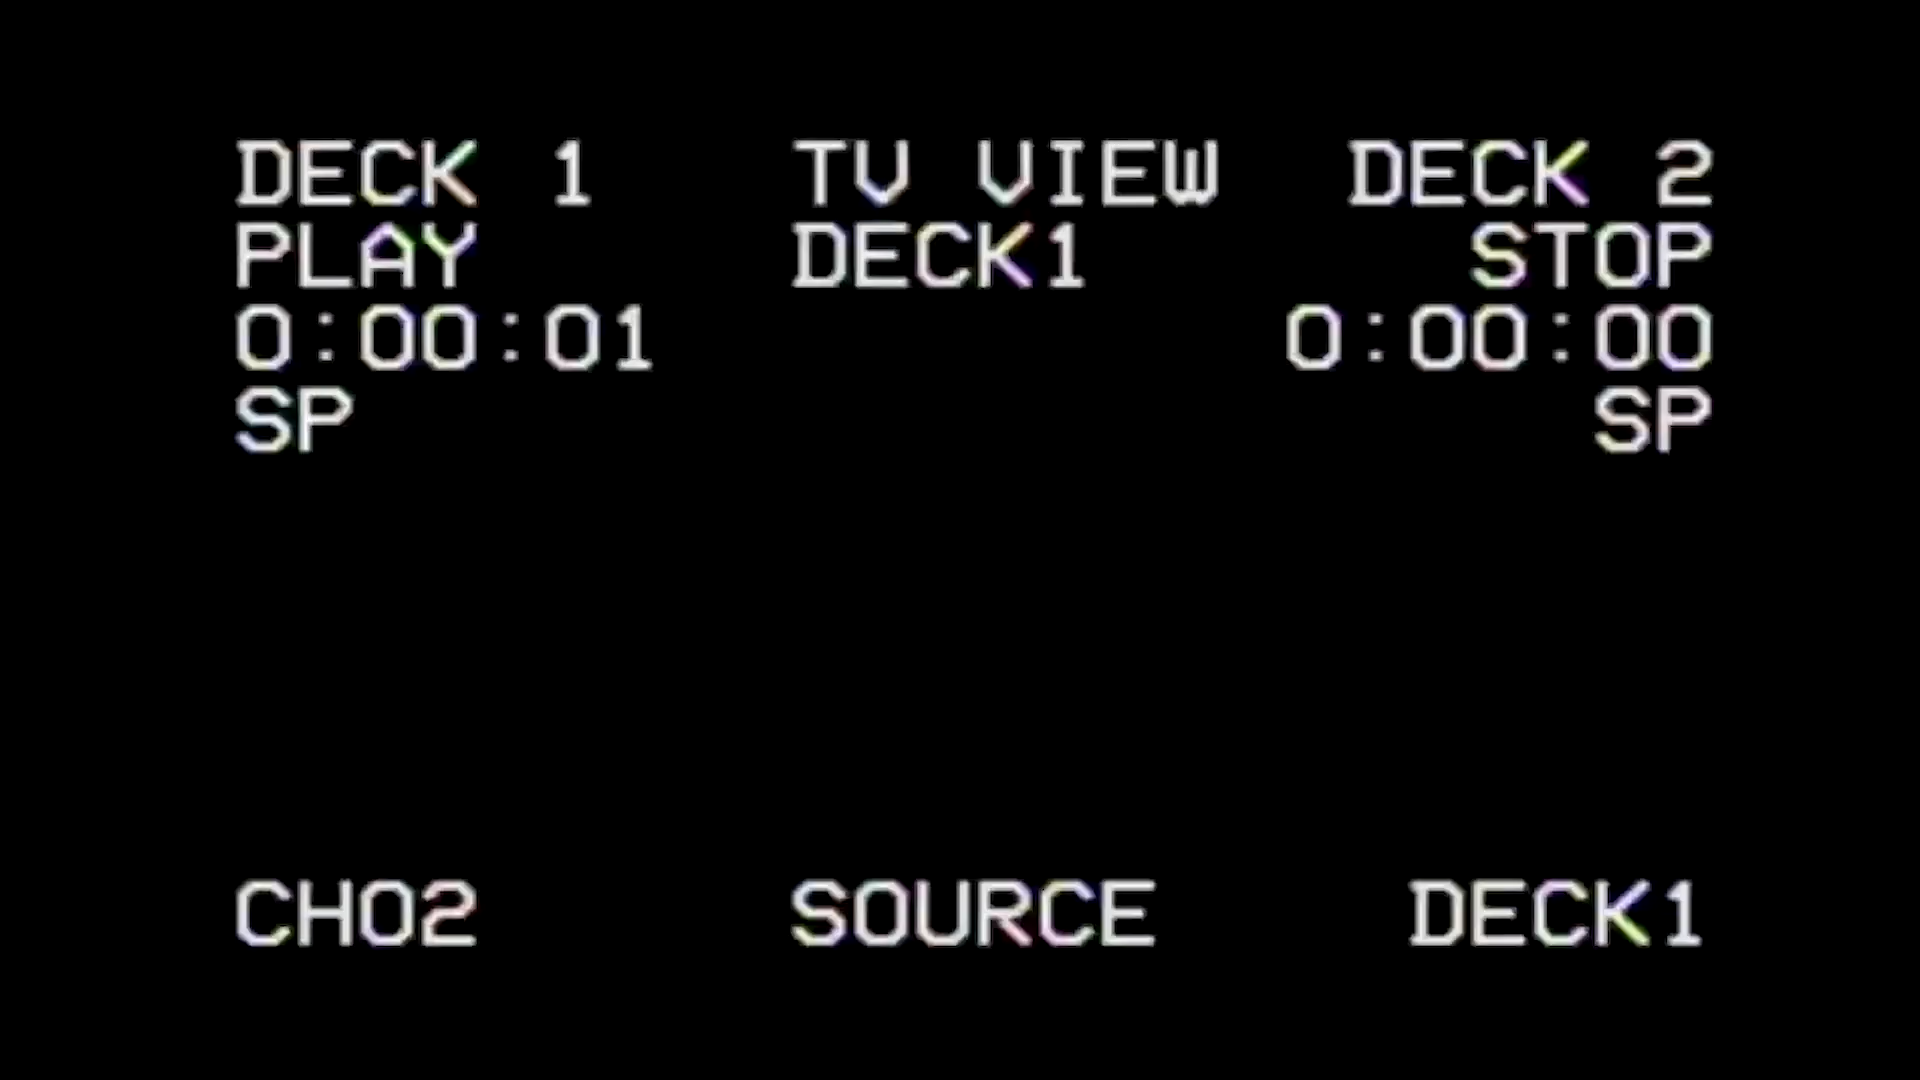 DECK 1 TV VIEW DECK 2
PLAY DECK1 STOP
0:00:01 0:00:00
SP SP
CH02 SOURCE DECK1